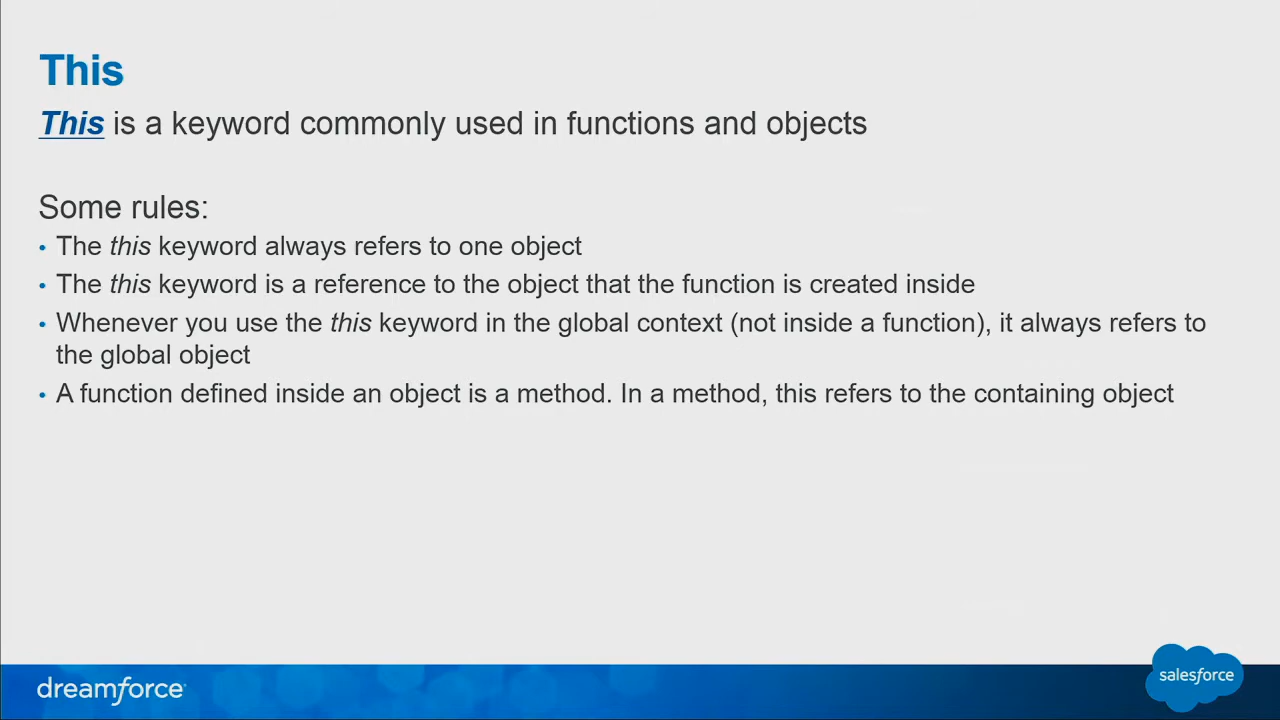 This
This is a keyword commonly used in functions and objects
Some rules:
• The this keyword always refers to one object
• The this keyword is a reference to the object that the function is created inside
• Whenever you use the this keyword in the global context (not inside a function), it always refers to
the global object
• A function defined inside an object is a method. In a method, this refers to the containing object
dreamforce
salesforce